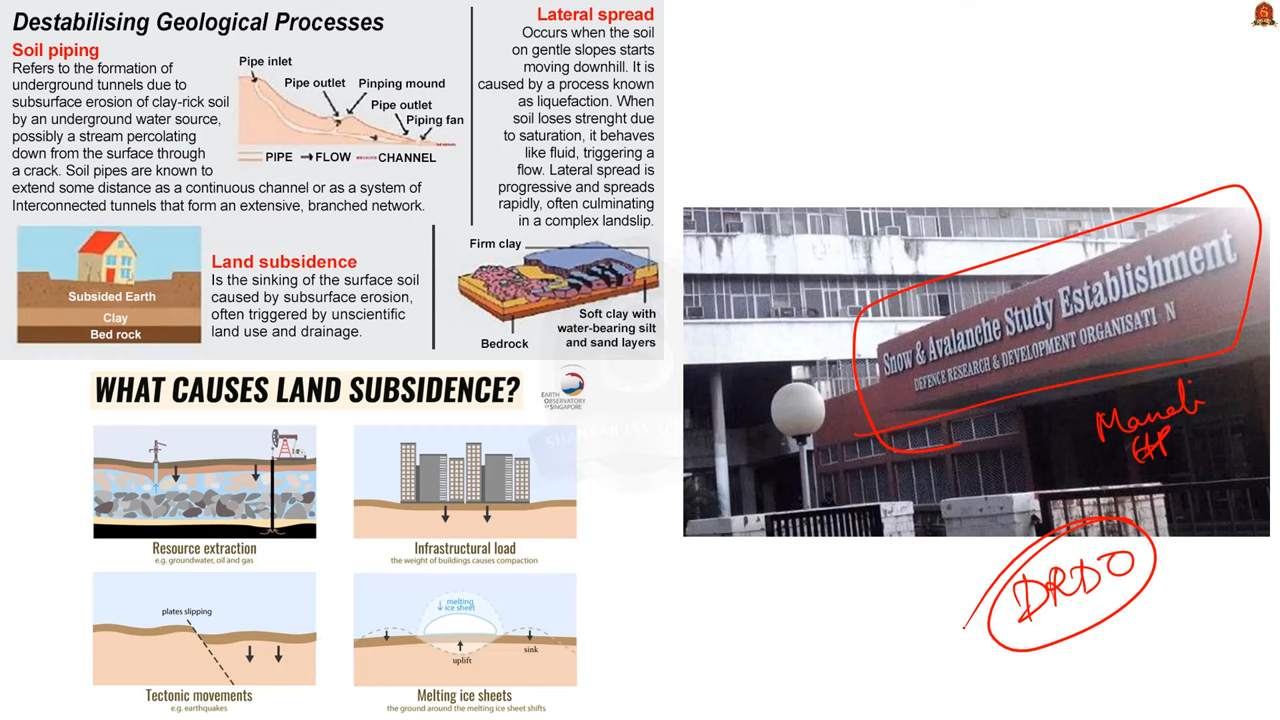 Destabilising Geological Processes
Soil piping
Refers to the formation of
underground tunnels due to
subsurface erosion of clay-rick soil
by an underground water source,
possibly a stream percolating
down from the surface through
a crack. Soil pipes are known to
extend some distance as a continuous channel or as a system of
Interconnected tunnels that form an extensive, branched network.
Pipe inlet
Pipe outlet
Pinping mound
Pipe outlet
Piping fan
PIPE FLOW CHANNEL
Lateral spread
Occurs when the soil
on gentle slopes starts
moving downhill. It is
caused by a process known
as liquefaction. When
soil loses strenght due
to saturation, it behaves
like fluid, triggering a
flow. Lateral spread is
progressive and spreads
rapidly, often culminating
in a complex landslip.
Subsided Earth
Clay
Bed rock
Land subsidence
Is the sinking of the surface soil
caused by subsurface erosion,
often triggered by unscientific
land use and drainage.
Firm clay
Bedrock
Soft clay with
water-bearing silt
and sand layers
WHAT CAUSES LAND SUBSIDENCE?
EARTH
OBSERVATORY
OF SINGAPORE
Resource extraction
e.g. groundwater, oil and gas
Infrastructural load
the weight of buildings causes compaction
plates slipping
Tectonic movements
e.g. earthquakes
melting
ice sheet
uplift
sink
Melting ice sheets
the ground around the melting ice sheet shifts
Snow & Avalanche Study Establishment
DEFENCE RESEARCH & DEVELOPMENT ORGANISATI N
Manali
HP
DRDO